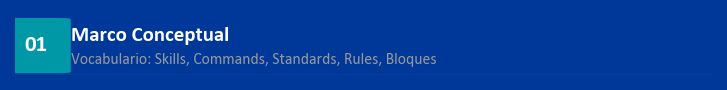 01
Marco Conceptual
Vocabulario: Skills, Commands, Standards, Rules, Bloques